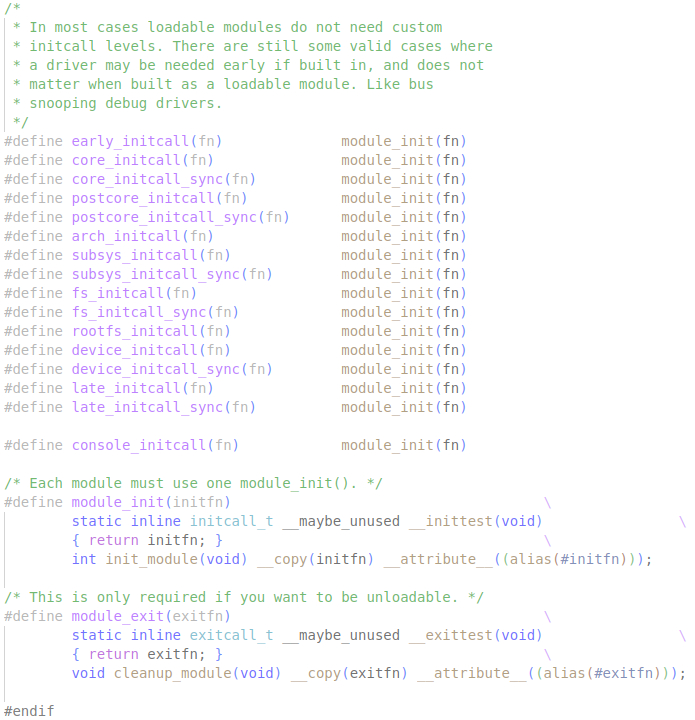 /*
 * In most cases loadable modules do not need custom
 * initcall levels. There are still some valid cases where
 * a driver may be needed early if built in, and does not
 * matter when built as a loadable module. Like bus
 * snooping debug drivers.
 */
#define early_initcall(fn)              module_init(fn)
#define core_initcall(fn)               module_init(fn)
#define core_initcall_sync(fn)          module_init(fn)
#define postcore_initcall(fn)           module_init(fn)
#define postcore_initcall_sync(fn)      module_init(fn)
#define arch_initcall(fn)               module_init(fn)
#define subsys_initcall(fn)             module_init(fn)
#define subsys_initcall_sync(fn)        module_init(fn)
#define fs_initcall(fn)                 module_init(fn)
#define fs_initcall_sync(fn)            module_init(fn)
#define rootfs_initcall(fn)             module_init(fn)
#define device_initcall(fn)             module_init(fn)
#define device_initcall_sync(fn)        module_init(fn)
#define late_initcall(fn)               module_init(fn)
#define late_initcall_sync(fn)          module_init(fn)

#define console_initcall(fn)            module_init(fn)

/* Each module must use one module_init(). */
#define module_init(initfn)                                     \
        static inline initcall_t __maybe_unused __inittest(void)                \
        { return initfn; }                                      \
        int init_module(void) __copy(initfn) __attribute__((alias(#initfn)));

/* This is only required if you want to be unloadable. */
#define module_exit(exitfn)                                     \
        static inline exitcall_t __maybe_unused __exittest(void)                \
        { return exitfn; }                                      \
        void cleanup_module(void) __copy(exitfn) __attribute__((alias(#exitfn)));

#endif